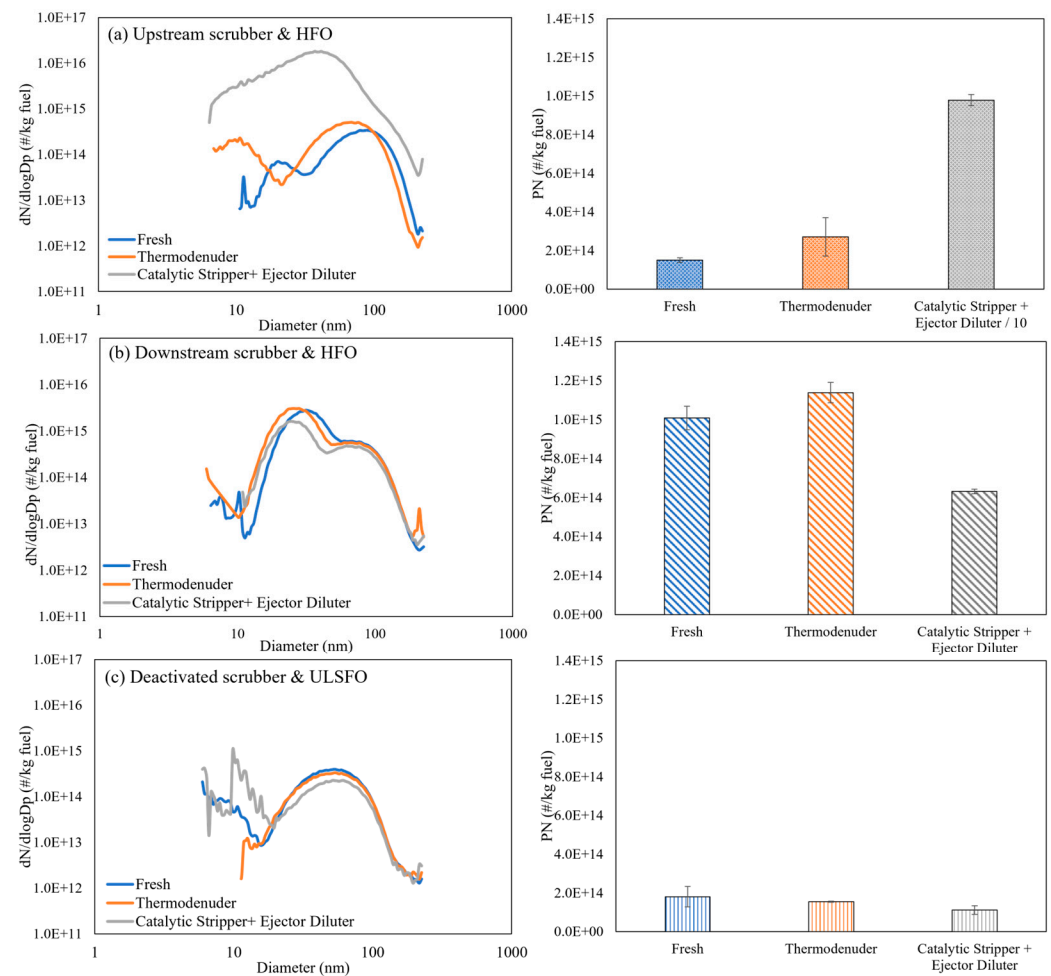 (a) Upstream scrubber & HFO
dN/dlogDp (#/kg fuel)
1.0E+17
1.0E+16
1.0E+15
1.0E+14
1.0E+13
1.0E+12
1.0E+11
Fresh
Thermodenuder
Catalytic Stripper+ Ejector Diluter
1
10
100
1000
Diameter (nm)
PN (#/kg fuel)
1.4E+15
1.2E+15
1.0E+15
8.0E+14
6.0E+14
4.0E+14
2.0E+14
0.0E+00
Fresh
Thermodenuder
Catalytic Stripper +
Ejector Diluter / 10
(b) Downstream scrubber & HFO
dN/dlogDp (#/kg fuel)
1.0E+17
1.0E+16
1.0E+15
1.0E+14
1.0E+13
1.0E+12
1.0E+11
Fresh
Thermodenuder
Catalytic Stripper+ Ejector Diluter
1
10
100
1000
Diameter (nm)
PN (#/kg fuel)
1.4E+15
1.2E+15
1.0E+15
8.0E+14
6.0E+14
4.0E+14
2.0E+14
0.0E+00
Fresh
Thermodenuder
Catalytic Stripper +
Ejector Diluter
(c) Deactivated scrubber & ULSFO
dN/dlogDp (#/kg fuel)
1.0E+17
1.0E+16
1.0E+15
1.0E+14
1.0E+13
1.0E+12
1.0E+11
Fresh
Thermodenuder
Catalytic Stripper+ Ejector Diluter
1
10
100
1000
Diameter (nm)
PN (#/kg fuel)
1.4E+15
1.2E+15
1.0E+15
8.0E+14
6.0E+14
4.0E+14
2.0E+14
0.0E+00
Fresh
Thermodenuder
Catalytic Stripper +
Ejector Diluter